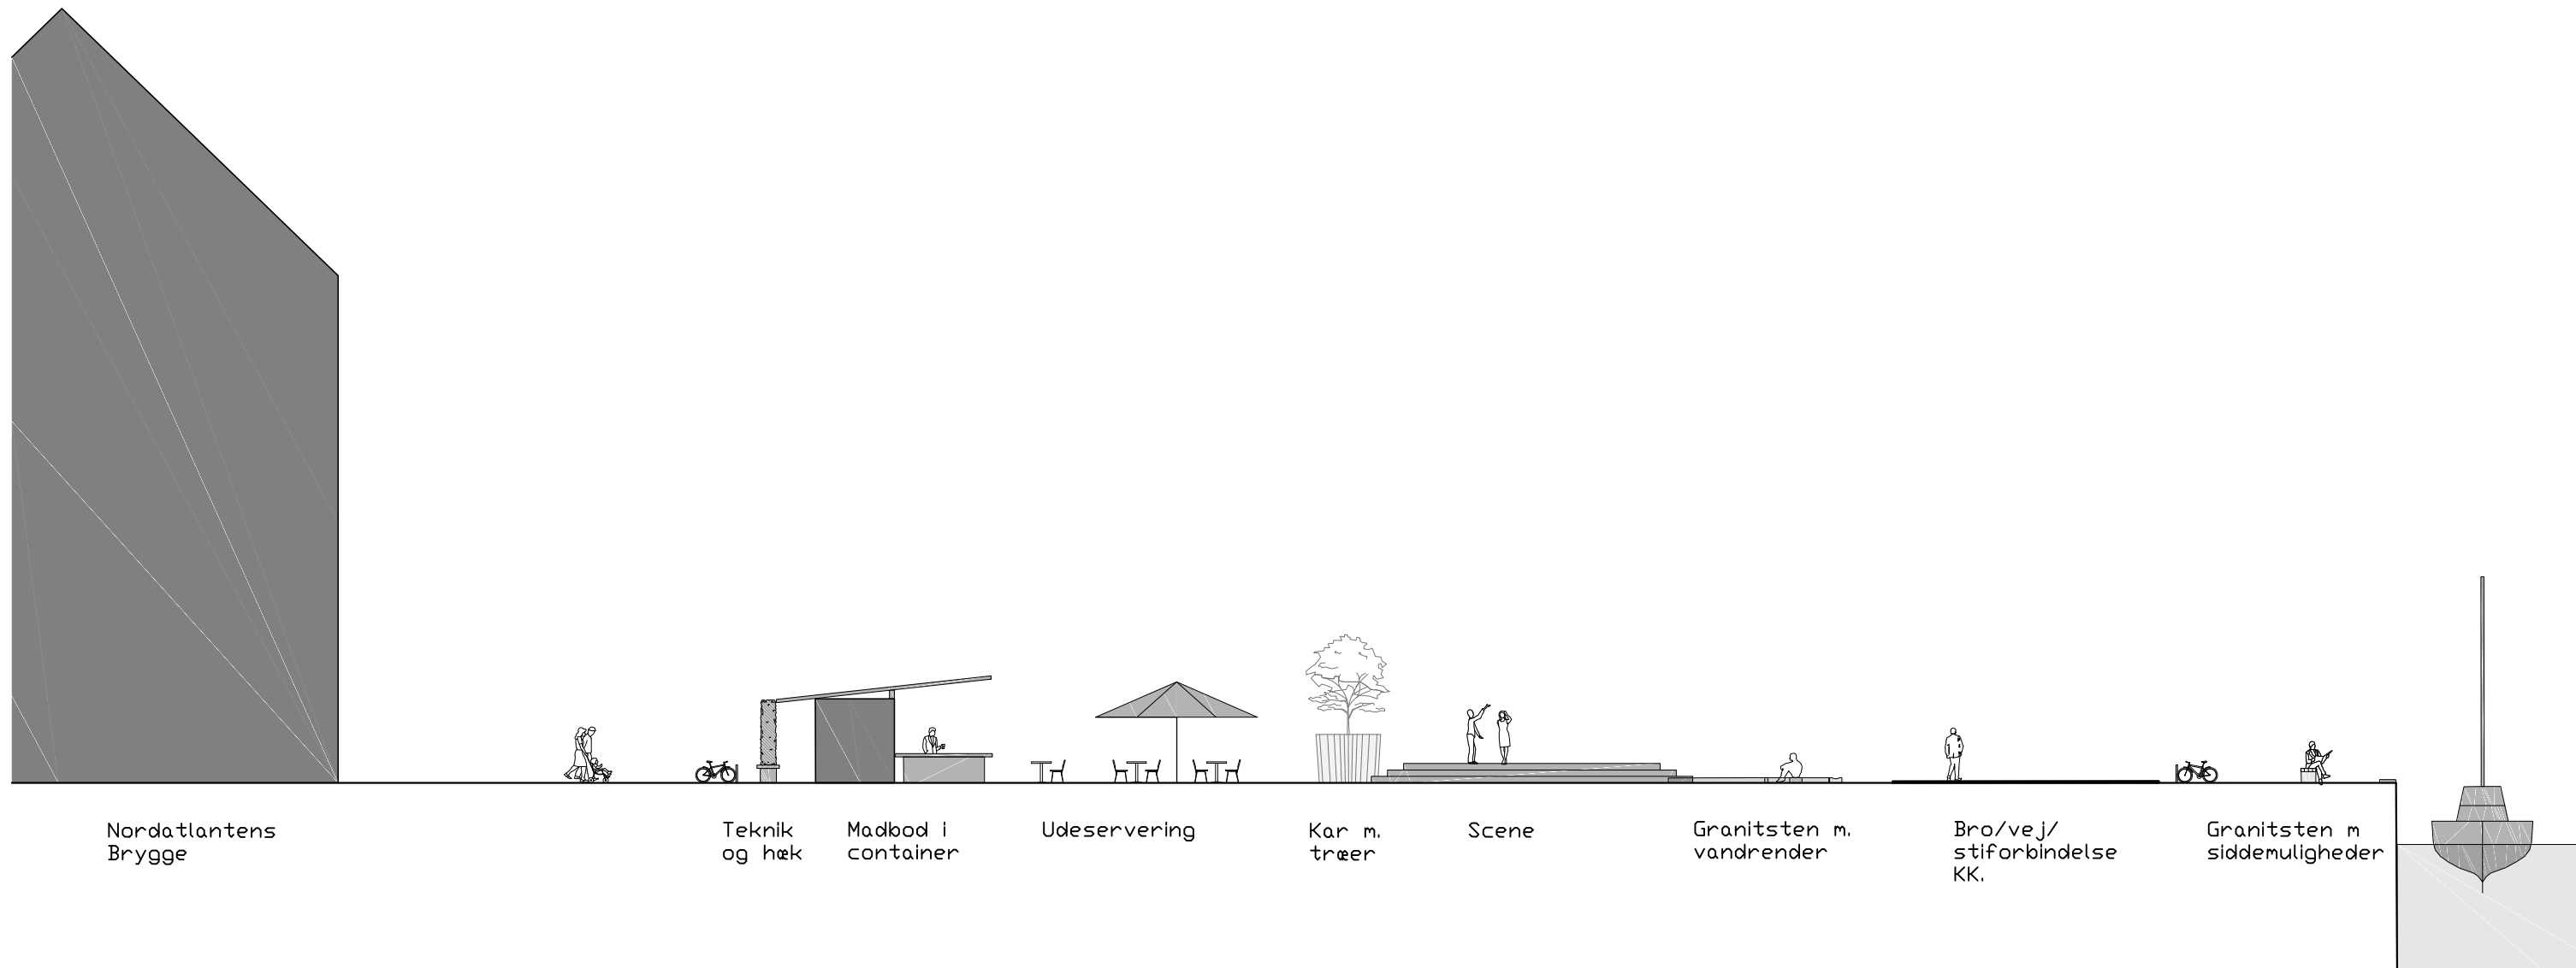 Nordatlantens
Brygge
Teknik
og hæk
Madbod i
container
Udeservering
Kar m.
træer
Scene
Granitsten m.
vandrender
Bro/vej/
stiforbindelse
KK.
Granitsten m
siddemuligheder